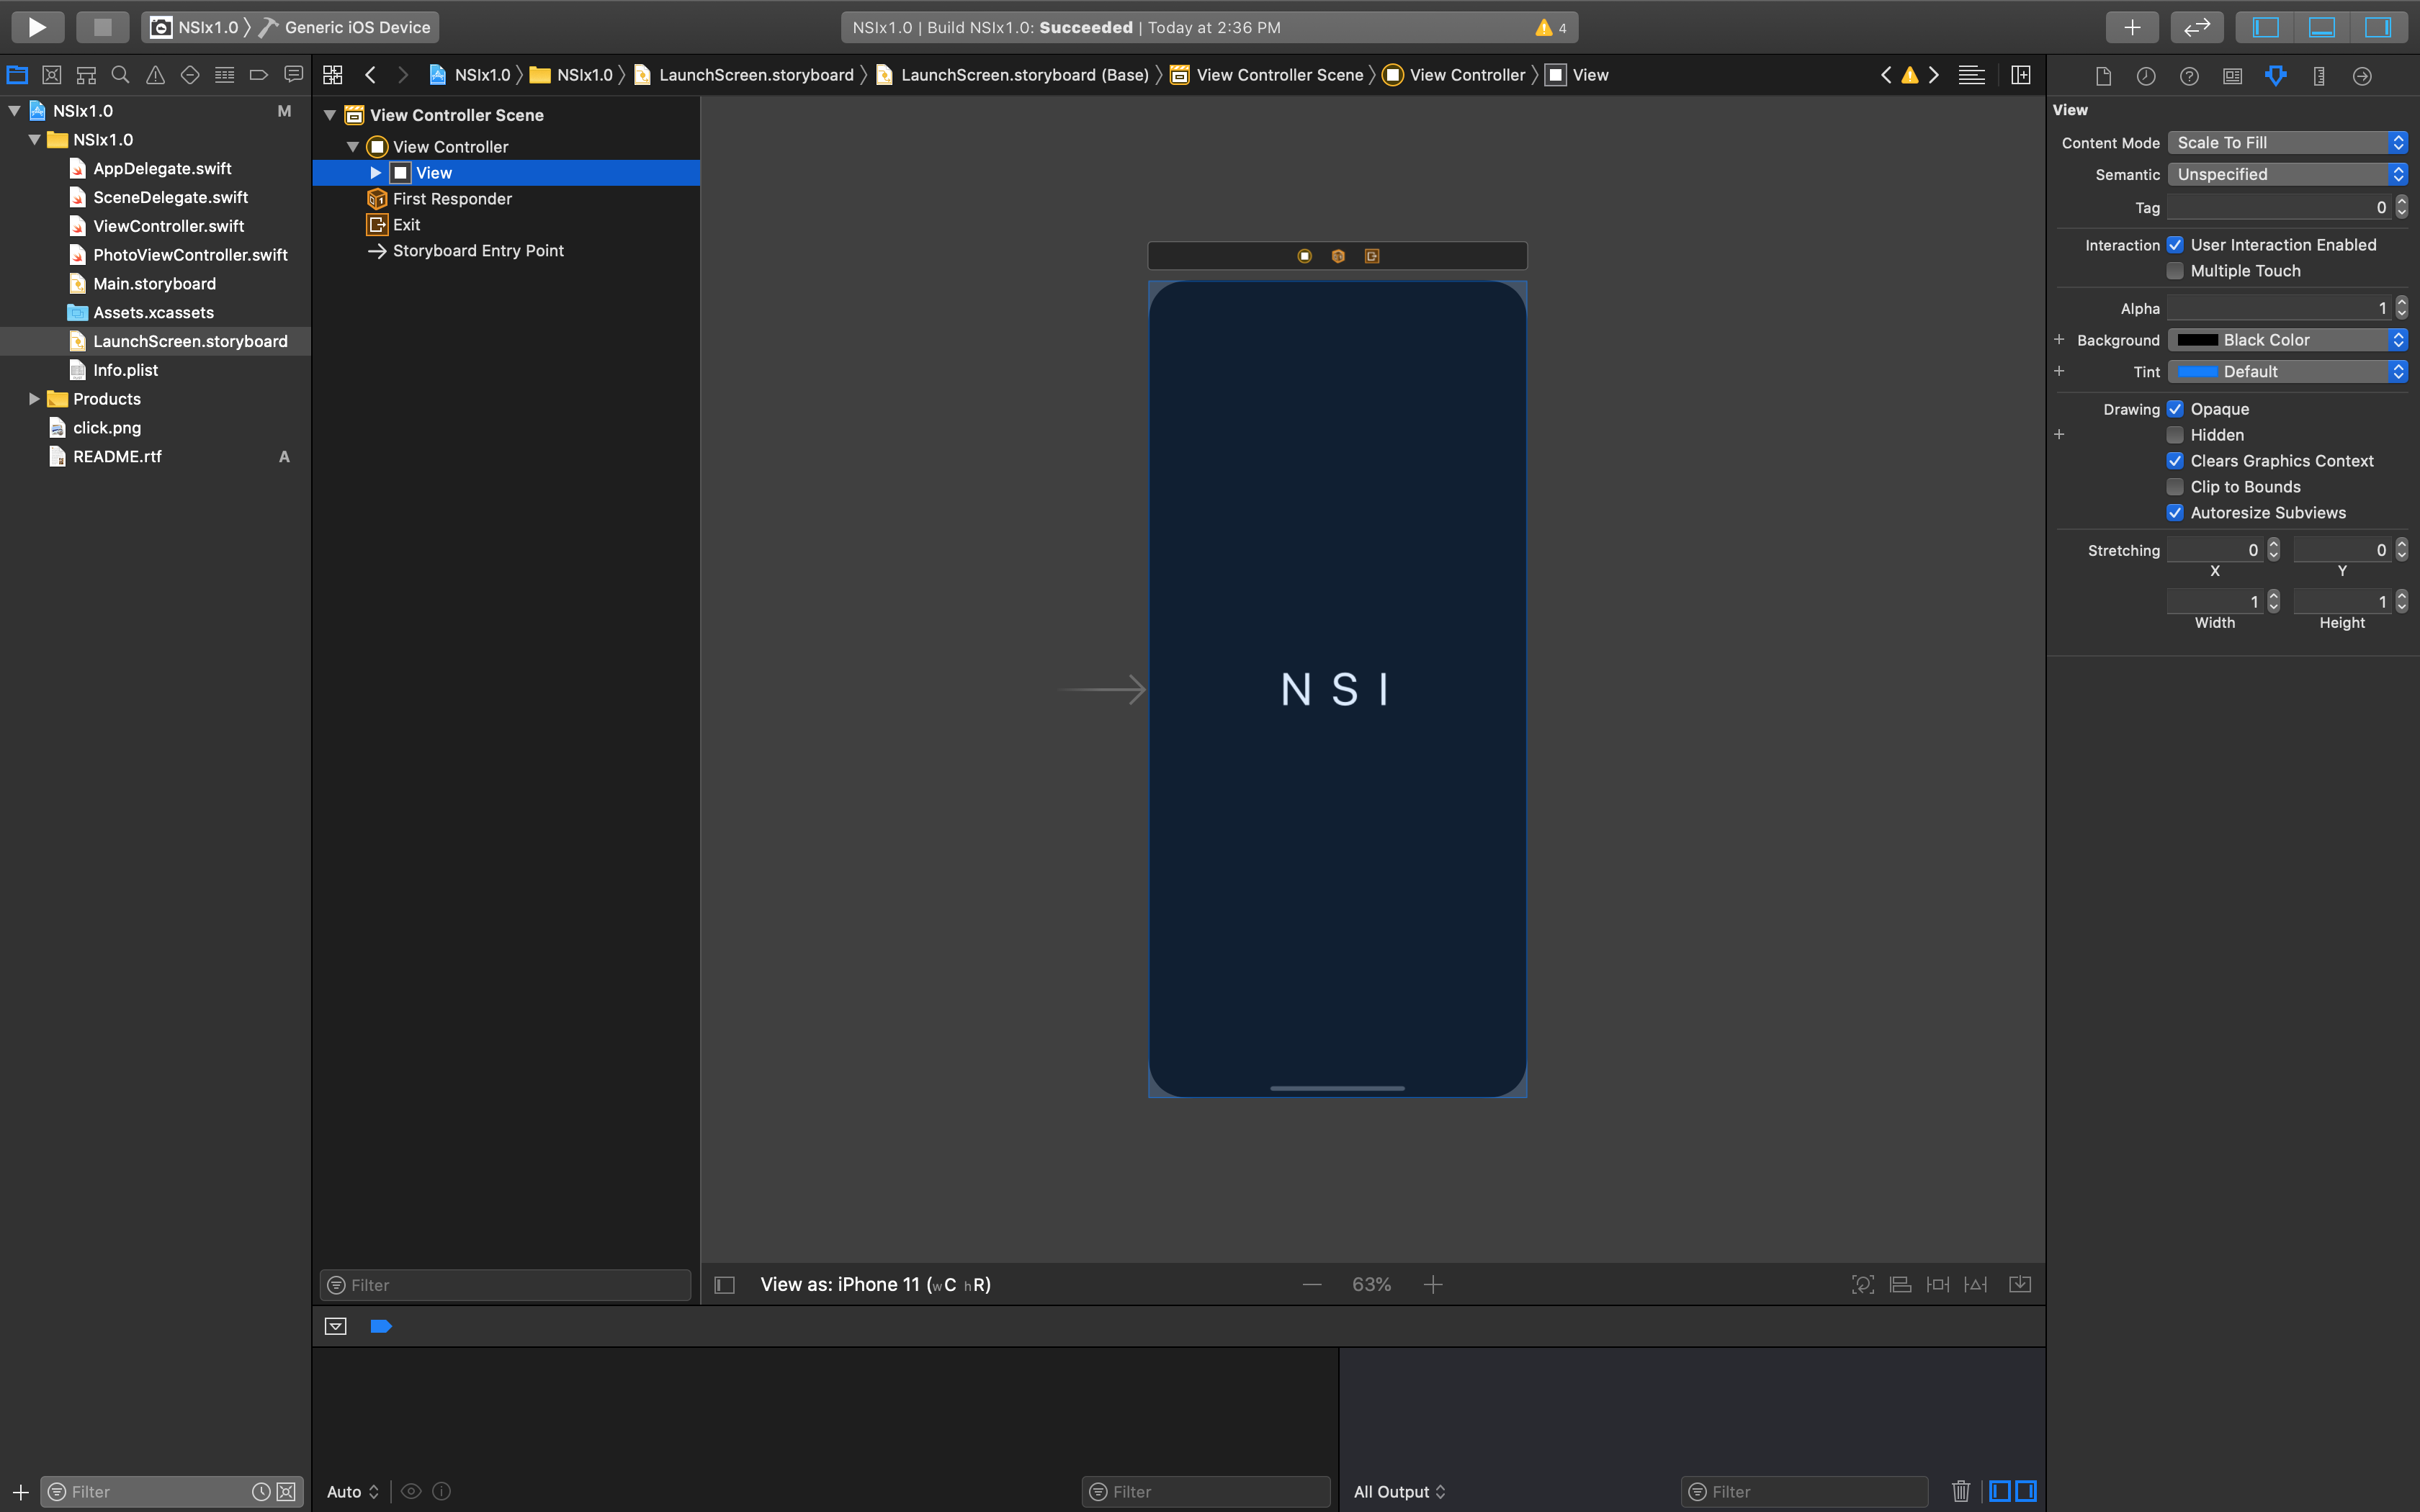 NSIx1.0 〉 Generic iOS Device
NSIx1.0 | Build NSIx1.0: Succeeded | Today at 2:36 PM
4
NSIx1.0 〉 NSIx1.0 〉 LaunchScreen.storyboard 〉 LaunchScreen.storyboard (Base) 〉 View Controller Scene 〉 View Controller 〉 View
NSIx1.0 M
NSIx1.0
AppDelegate.swift
SceneDelegate.swift
ViewController.swift
PhotoViewController.swift
Main.storyboard
Assets.xcassets
LaunchScreen.storyboard
Info.plist
Products
click.png
README.rtf A
Filter
View Controller Scene
View Controller
View
First Responder
Exit
Storyboard Entry Point
Filter
N S I
View as: iPhone 11 (wC hR)
63%
View
Content Mode Scale To Fill
Semantic Unspecified
Tag 0
Interaction User Interaction Enabled
Multiple Touch
Alpha 1
+ Background Black Color
+ Tint Default
Drawing Opaque
+ Hidden
Clears Graphics Context
Clip to Bounds
Autoresize Subviews
Stretching 0 0
X Y
1 1
Width Height
Auto
Filter
All Output
Filter